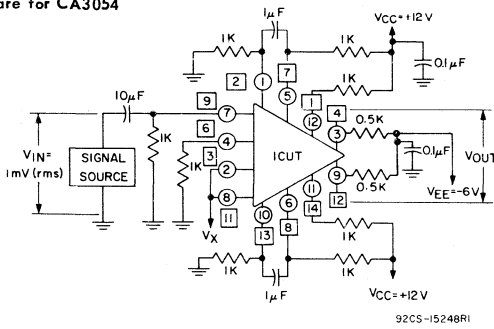 are for CA3054
1μF
VCC=+12V
1K
1K
0.1μF
2
1
7
5
1K
10μF
9
7
1
12
4
3
0.5K
6
4
VIN=
1mV (rms)
SIGNAL
SOURCE
1K
1K
3
2
ICUT
0.1μF
VOUT
8
11
9
12
0.5K
VEE=-6V
VX
10
13
6
8
11
14
1K
1K
1K
1μF
VCC=+12V
92CS-15248R1